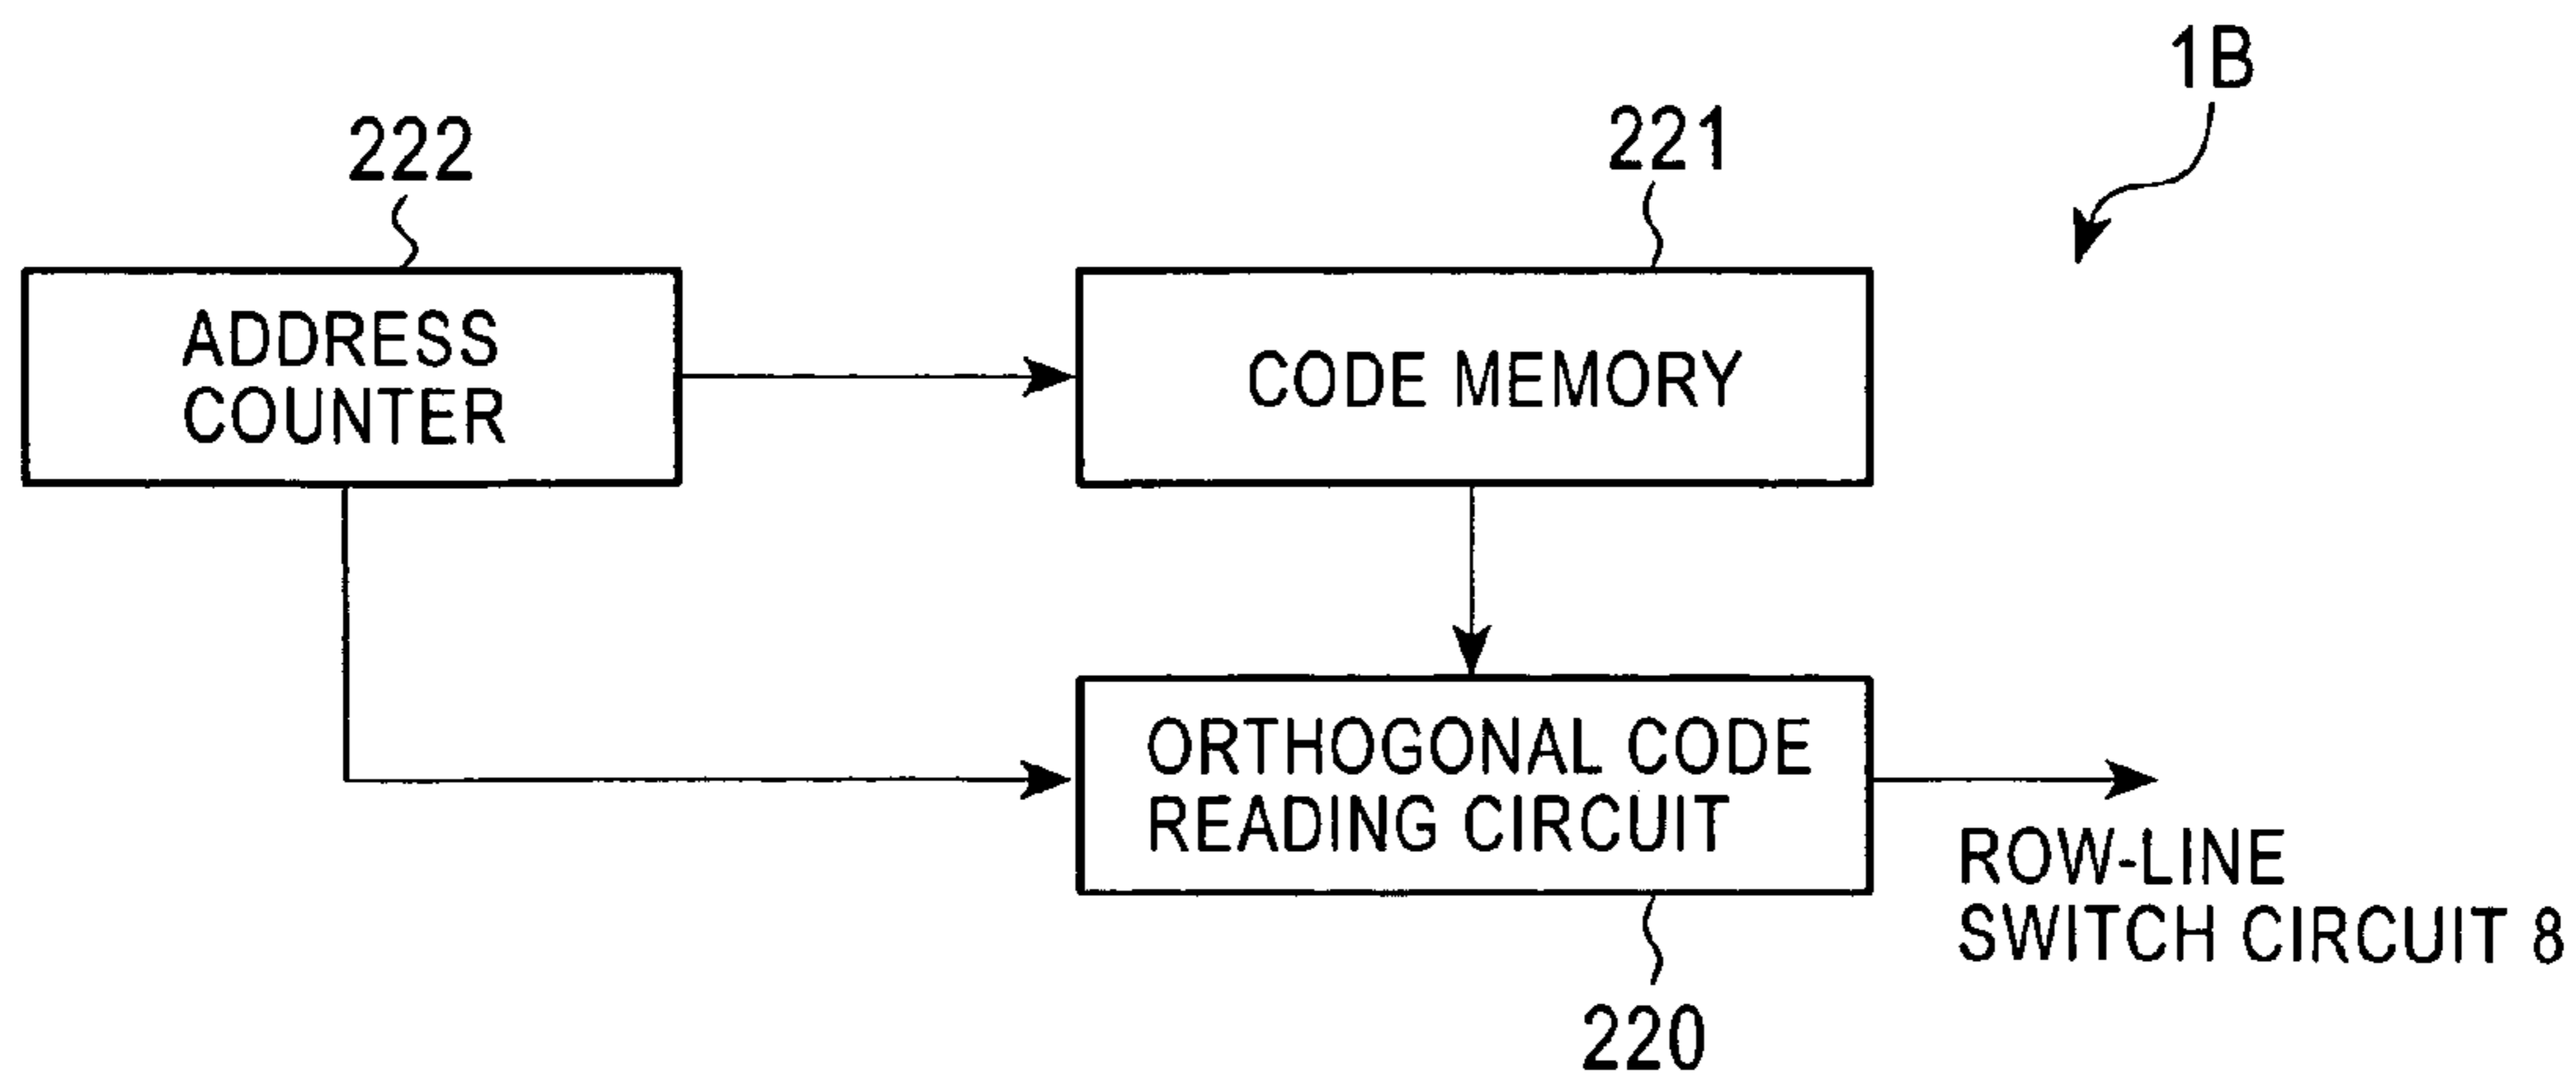 1B
222
221
ADDRESS
COUNTER
CODE MEMORY
ORTHOGONAL CODE
READING CIRCUIT
ROW-LINE
SWITCH CIRCUIT 8
220